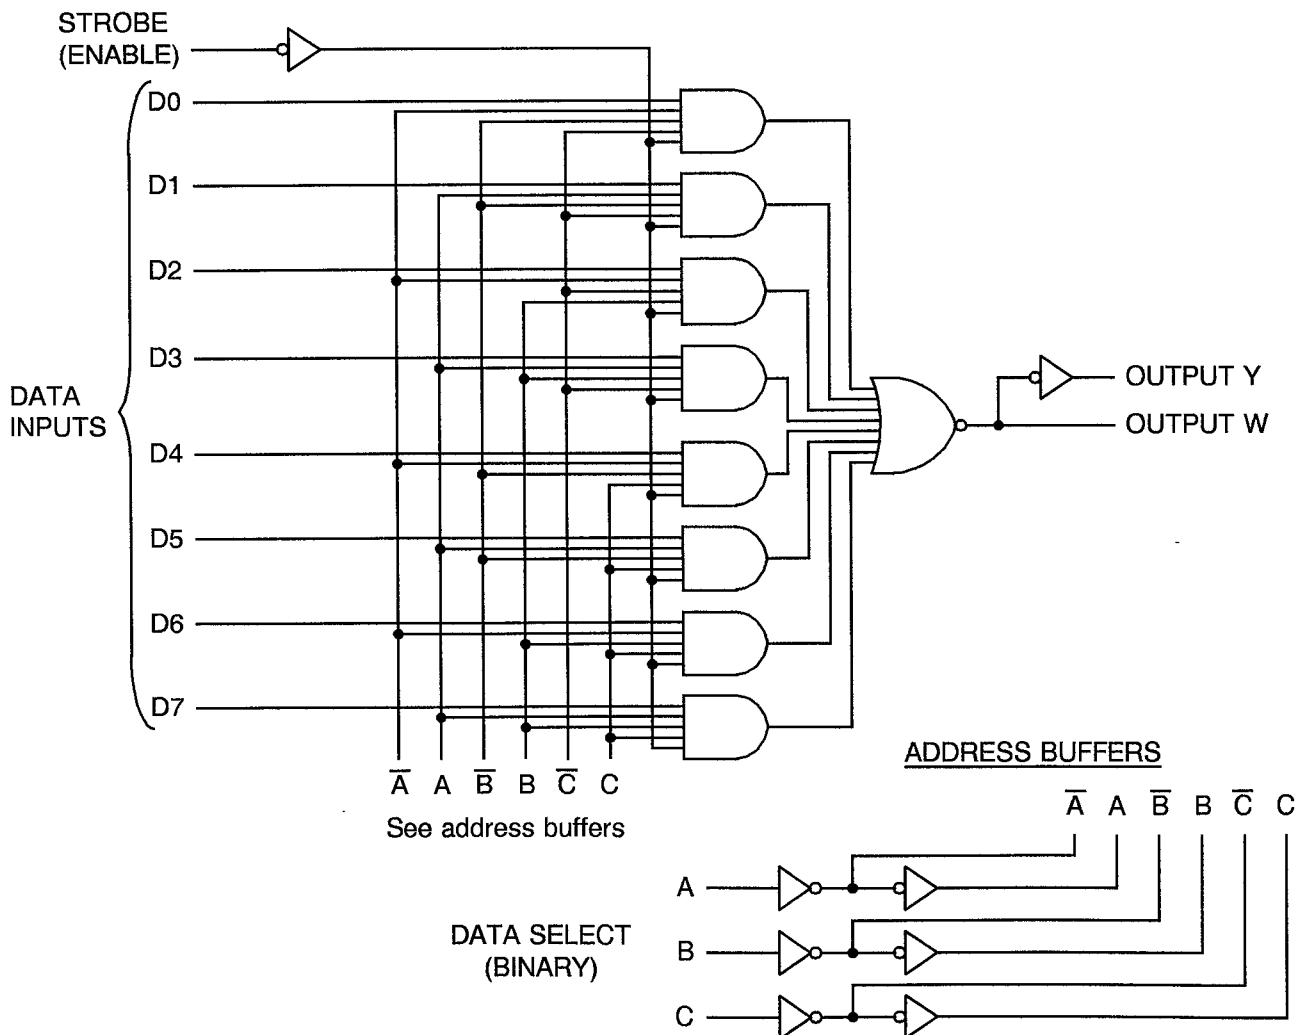 STROBE
(ENABLE)
D0
D1
D2
D3
DATA
INPUTS
D4
D5
D6
D7
OUTPUT Y
OUTPUT W
A̅ A B̅ B C̅ C
See address buffers
ADDRESS BUFFERS
A̅ A B̅ B C̅ C
A
DATA SELECT
(BINARY)
B
C